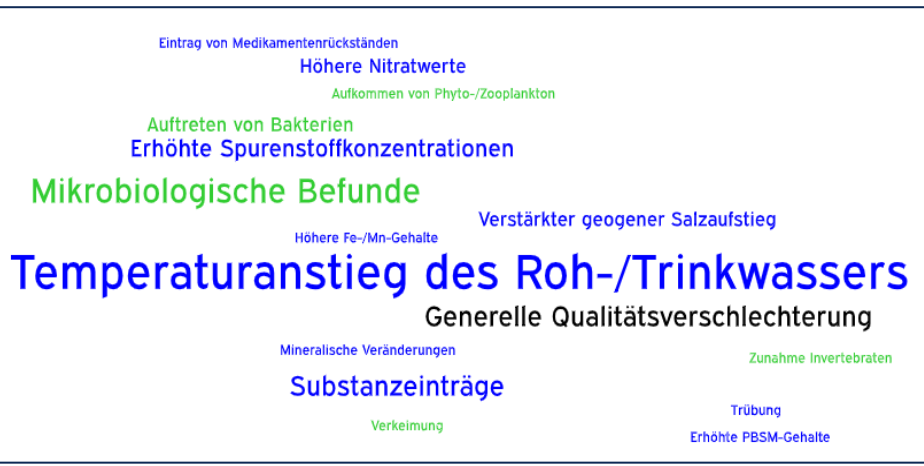 Eintrag von Medikamentenrückständen
Höhere Nitratwerte
Aufkommen von Phyto-/Zooplankton
Auftreten von Bakterien
Erhöhte Spurenstoffkonzentrationen
Mikrobiologische Befunde
Verstärkter geogener Salzaufstieg
Höhere Fe-/Mn-Gehalte
Temperaturanstieg des Roh-/Trinkwassers
Generelle Qualitätsverschlechterung
Mineralische Veränderungen
Zunahme Invertebraten
Substanzeinträge
Trübung
Verkeimung
Erhöhte PBSM-Gehalte